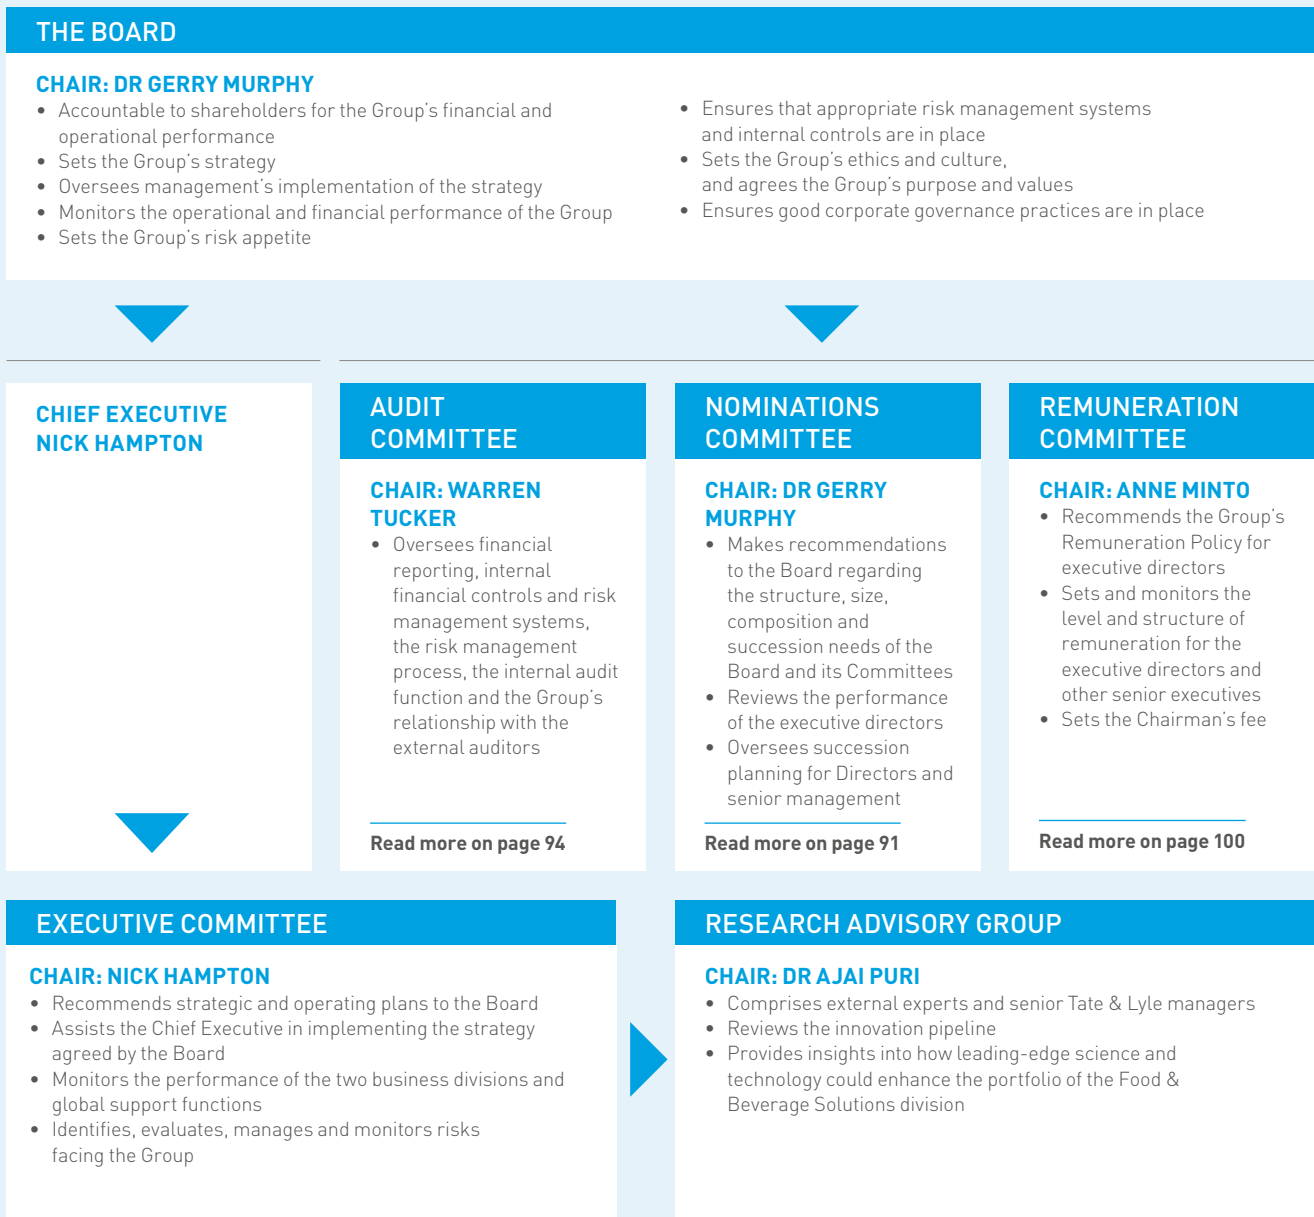 THE BOARD
CHAIR: DR GERRY MURPHY
• Accountable to shareholders for the Group's financial and
operational performance
• Sets the Group's strategy
• Oversees management's implementation of the strategy
• Monitors the operational and financial performance of the Group
• Sets the Group's risk appetite
• Ensures that appropriate risk management systems
and internal controls are in place
• Sets the Group's ethics and culture,
and agrees the Group's purpose and values
• Ensures good corporate governance practices are in place
CHIEF EXECUTIVE
NICK HAMPTON
AUDIT
COMMITTEE
CHAIR: WARREN
TUCKER
• Oversees financial
reporting, internal
financial controls and risk
management systems,
the risk management
process, the internal audit
function and the Group's
relationship with the
external auditors
Read more on page 94
NOMINATIONS
COMMITTEE
CHAIR: DR GERRY
MURPHY
• Makes recommendations
to the Board regarding
the structure, size,
composition and
succession needs of the
Board and its Committees
• Reviews the performance
of the executive directors
• Oversees succession
planning for Directors and
senior management
Read more on page 91
REMUNERATION
COMMITTEE
CHAIR: ANNE MINTO
• Recommends the Group's
Remuneration Policy for
executive directors
• Sets and monitors the
level and structure of
remuneration for the
executive directors and
other senior executives
• Sets the Chairman's fee
Read more on page 100
EXECUTIVE COMMITTEE
CHAIR: NICK HAMPTON
• Recommends strategic and operating plans to the Board
• Assists the Chief Executive in implementing the strategy
agreed by the Board
• Monitors the performance of the two business divisions and
global support functions
• Identifies, evaluates, manages and monitors risks
facing the Group
RESEARCH ADVISORY GROUP
CHAIR: DR AJAI PURI
• Comprises external experts and senior Tate & Lyle managers
• Reviews the innovation pipeline
• Provides insights into how leading-edge science and
technology could enhance the portfolio of the Food &
Beverage Solutions division